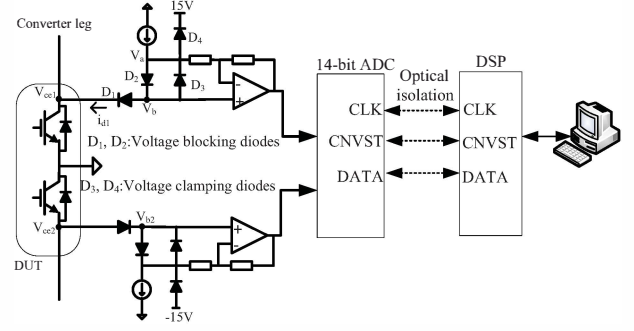 Converter leg
15V
D4
Va
D2
D3
Vce1
D1
Vb
id1
D1, D2:Voltage blocking diodes
D3, D4:Voltage clamping diodes
Vce2
Vb2
DUT
-15V
-
+
+
-
14-bit ADC
Optical
isolation
DSP
CLK
CLK
CNVST
CNVST
DATA
DATA